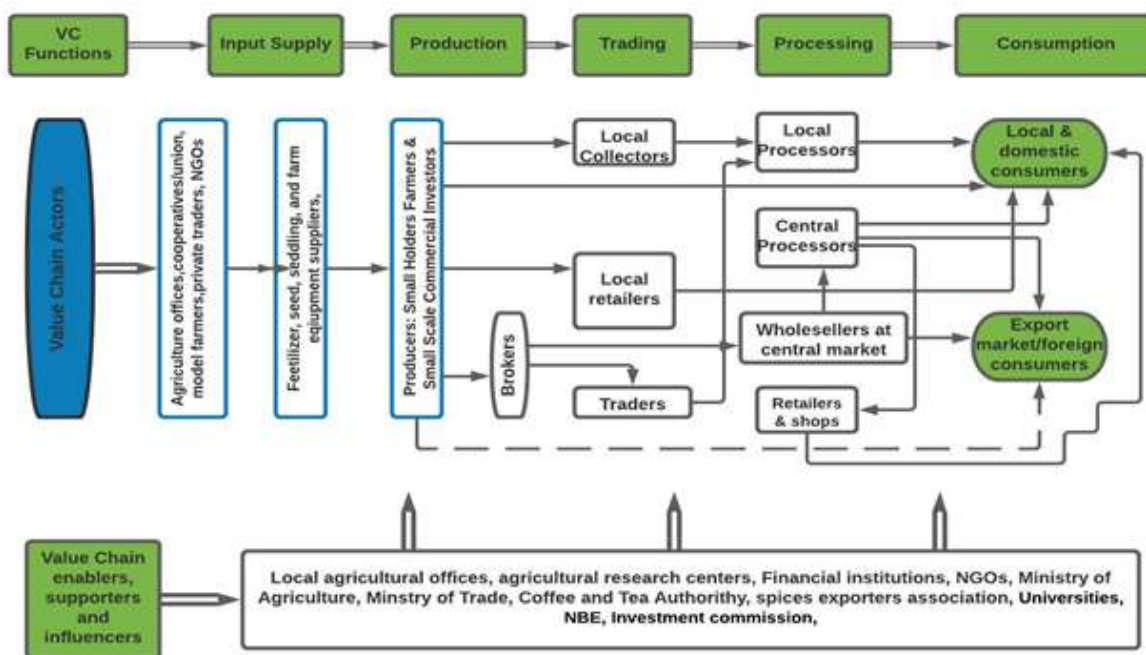 VC
Functions
Input Supply
Production
Trading
Processing
Consumption
Value Chain Actors
Agriculture offices,cooperatives/union,
model farmers,private traders, NGOs
Feetilizer, seed, seddling, and farm
eqiupment suppliers,
Producers: Small Holders Farmers &
Small Scale Commercial Investors
Local
Collectors
Local
Processors
Local &
domestic
consumers
Central
Processors
Local
retailers
Brokers
Wholesellers at
central market
Export
market/foreign
consumers
Traders
Retailers
& shops
Value Chain
enablers,
supporters
and
influencers
Local agricultural offices, agricultural research centers, Financial institutions, NGOs, Ministry of
Agriculture, Minstry of Trade, Coffee and Tea Authorithy, spices exporters association, Universities,
NBE, Investment commission,